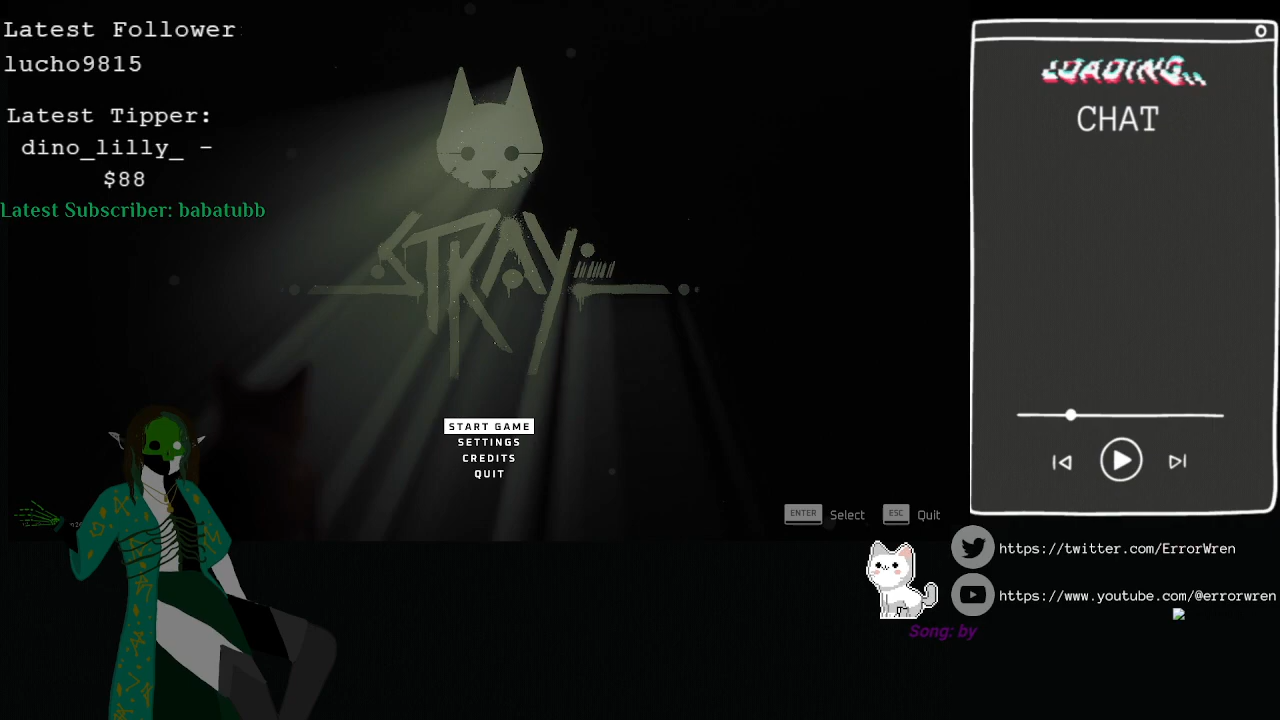 Latest Follower
lucho9815
Latest Tipper:
dino_lilly_ -
$88
Latest Subscriber: babatubb
STRAY
START GAME
SETTINGS
CREDITS
QUIT
ENTER Select ESC Quit
LOADING..
CHAT
https://twitter.com/ErrorWren
https://www.youtube.com/@errorwren
Song: by